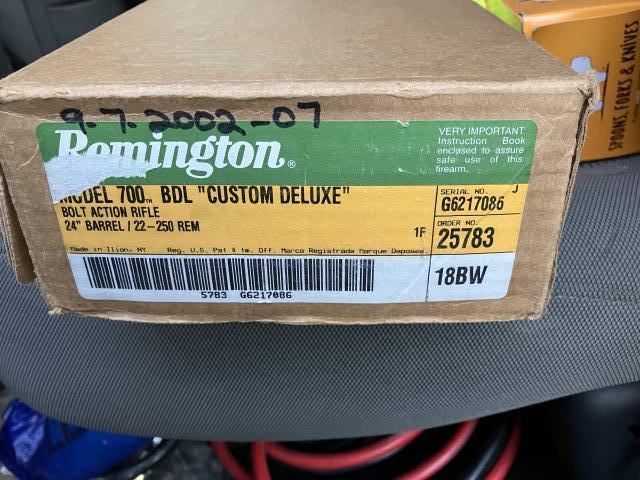 9.7.2002-07
Remington®
VERY IMPORTANT:
Instruction Book
enclosed to assure
safe use of this
firearm.
MODEL 700™ BDL "CUSTOM DELUXE"
BOLT ACTION RIFLE
24" BARREL / 22-250 REM
1F
SERIAL NO. J
G6217086
ORDER NO.
25783
Made in Ilion, NY Reg. U.S. Pat & tm. Off. Marca Registrada Marque Deposee
5783 G6217086
18BW
SPOONS, FORKS & KNIVES